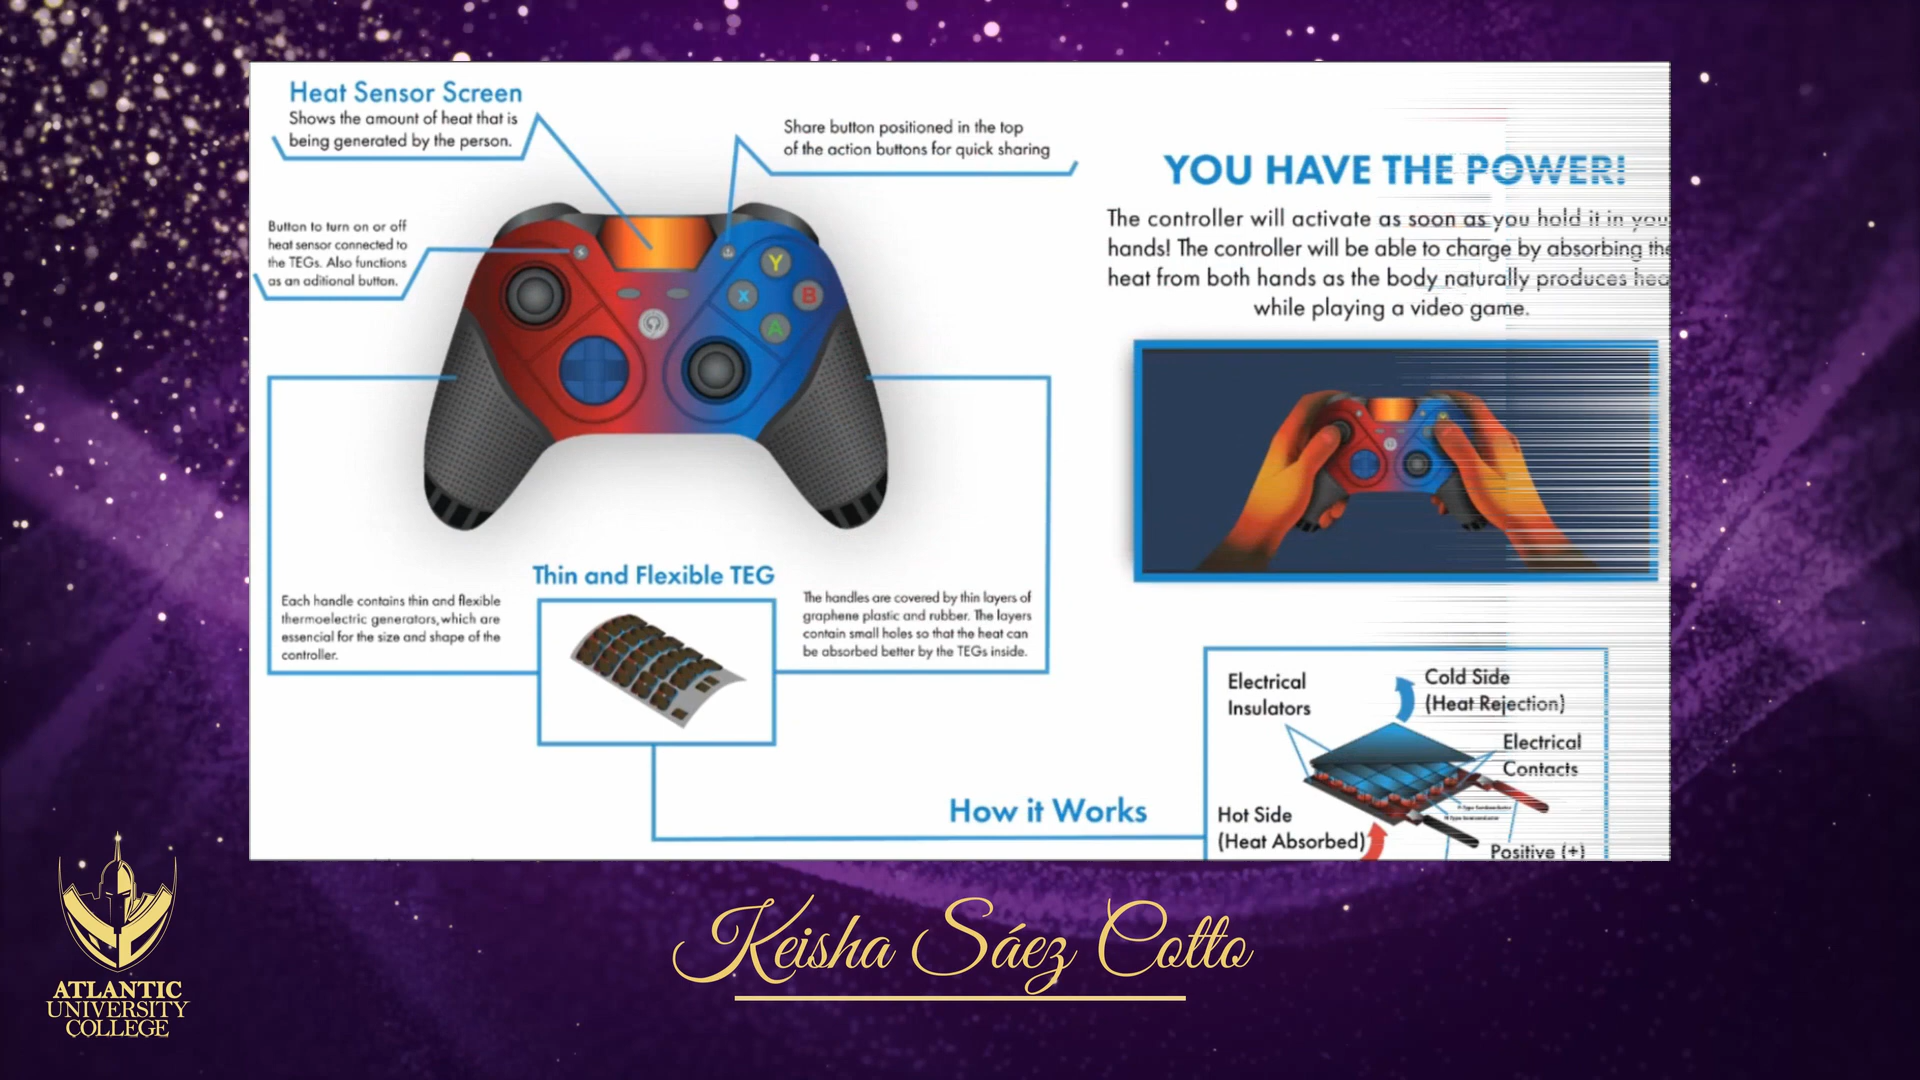 Heat Sensor Screen
Shows the amount of heat that is
being generated by the person.
Share button positioned in the top
of the action buttons for quick sharing
Button to turn on or off
heat sensor connected to
the TEGs. Also functions
as an aditional button.
Y
X
B
A
YOU HAVE THE POWER!
The controller will activate as soon as you hold it in you
hands! The controller will be able to charge by absorbing the
heat from both hands as the body naturally produces hea
while playing a video game.
Thin and Flexible TEG
Each handle contains thin and flexible
thermoelectric generators, which are
essencial for the size and shape of the
controller.
The handles are covered by thin layers of
graphene plastic and rubber. The layers
contain small holes so that the heat can
be absorbed better by the TEGs inside.
How it Works
Electrical
Insulators
Cold Side
(Heat Rejection)
Electrical
Contacts
P-Type Semiconductor
N-Type Semiconductor
Hot Side
(Heat Absorbed)
Positive (+)
Keisha Sáez Cotto
ATLANTIC
UNIVERSITY
COLLEGE